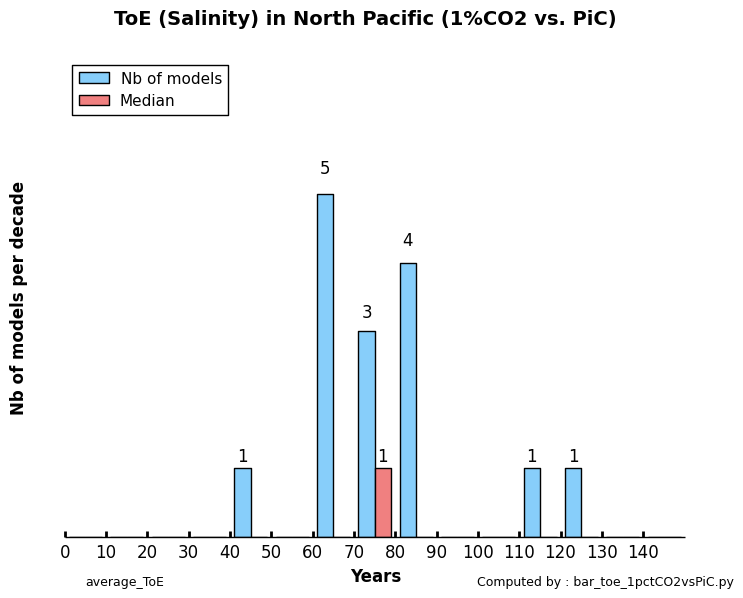 ToE (Salinity) in North Pacific (1%CO2 vs. PiC)
Nb of models
Median
Nb of models per decade
5
4
3
1 1 1 1
0 10 20 30 40 50 60 70 80 90 100 110 120 130 140
Years
average_ToE
Computed by : bar_toe_1pctCO2vsPiC.py